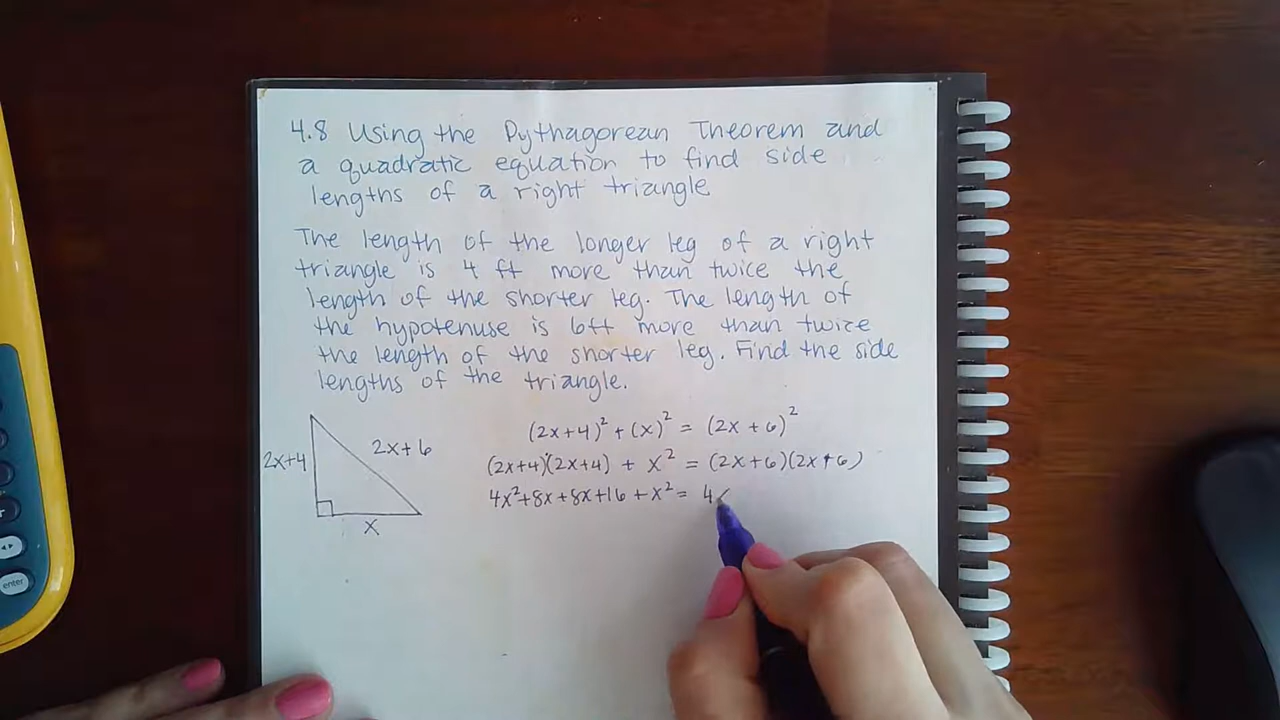 4.8 Using the Pythagorean Theorem and
a quadratic equation to find side
lengths of a right triangle
The length of the longer leg of a right
triangle is 4 ft more than twice the
length of the shorter leg. The length of
the hypotenuse is 6ft more than twice
the length of the shorter leg. Find the side
lengths of the triangle.
(2x+4)² + (x)² = (2x+6)²
2x+4
2x+6
(2x+4)(2x+4) + x² = (2x+6)(2x+6)
4x²+8x+8x+16 + x² = 4
x
enter